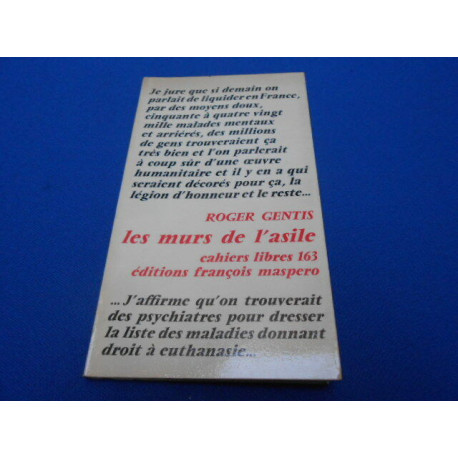 Je jure que si demain on
parlait de liquider en France,
par des moyens doux,
cinquante à quatre vingt
mille malades mentaux
et arriérés, des millions
de gens trouveraient ça
très bien et l'on parlerait
à coup sûr d'une œuvre
humanitaire et il y en a qui
seraient décorés pour ça, la
légion d'honneur et le reste...
ROGER GENTIS
les murs de l'asile
cahiers libres 163
éditions françois maspero
... J'affirme qu'on trouverait
des psychiatres pour dresser
la liste des maladies donnant
droit à euthanasie...